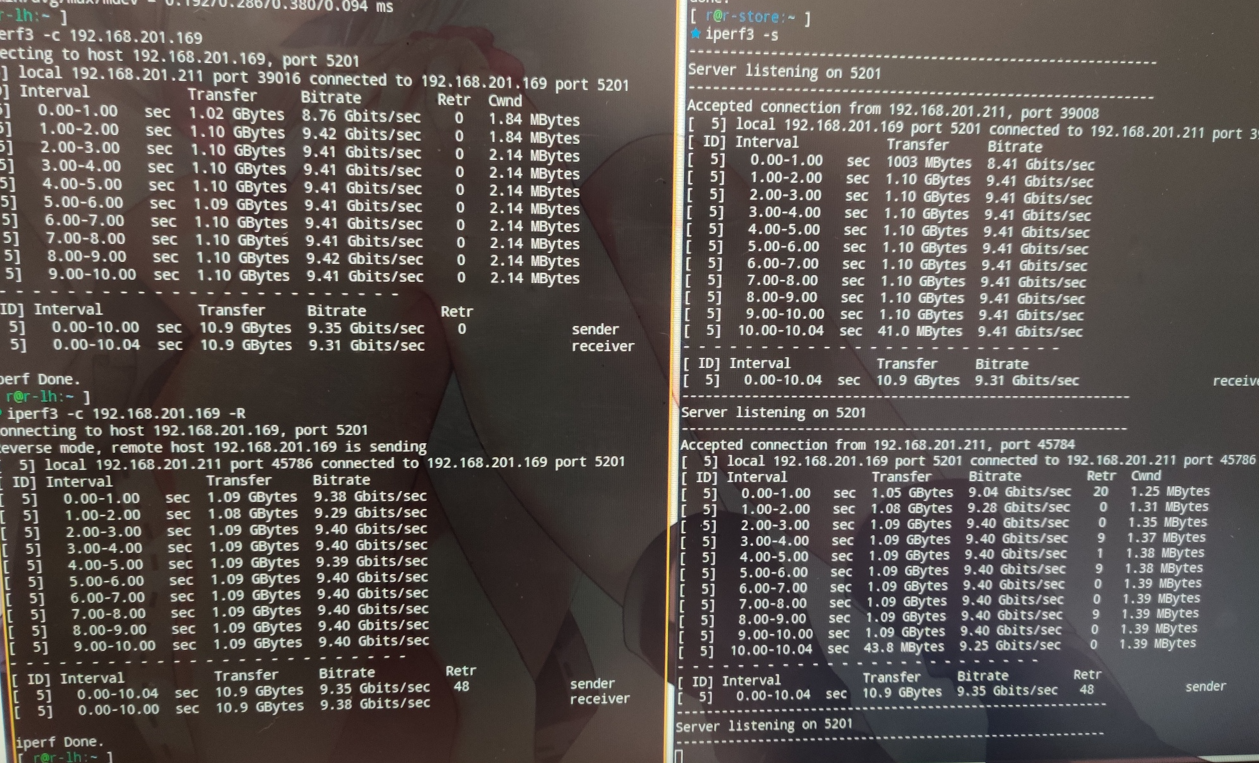 = 0.192/0.286/0.380/0.094 ms
r-lh:~ ]
erf3 -c 192.168.201.169
ecting to host 192.168.201.169, port 5201
] local 192.168.201.211 port 39016 connected to 192.168.201.169 port 5201
D] Interval Transfer Bitrate Retr Cwnd
5] 0.00-1.00 sec 1.02 GBytes 8.76 Gbits/sec 0 1.84 MBytes
5] 1.00-2.00 sec 1.10 GBytes 9.42 Gbits/sec 0 1.84 MBytes
5] 2.00-3.00 sec 1.10 GBytes 9.41 Gbits/sec 0 2.14 MBytes
5] 3.00-4.00 sec 1.10 GBytes 9.41 Gbits/sec 0 2.14 MBytes
5] 4.00-5.00 sec 1.10 GBytes 9.41 Gbits/sec 0 2.14 MBytes
5] 5.00-6.00 sec 1.09 GBytes 9.41 Gbits/sec 0 2.14 MBytes
5] 6.00-7.00 sec 1.10 GBytes 9.41 Gbits/sec 0 2.14 MBytes
5] 7.00-8.00 sec 1.10 GBytes 9.41 Gbits/sec 0 2.14 MBytes
5] 8.00-9.00 sec 1.10 GBytes 9.42 Gbits/sec 0 2.14 MBytes
5] 9.00-10.00 sec 1.10 GBytes 9.41 Gbits/sec 0 2.14 MBytes
- - - - - - - - - - - - - - - - - - - - - - - - -
ID] Interval Transfer Bitrate Retr
5] 0.00-10.00 sec 10.9 GBytes 9.35 Gbits/sec 0 sender
5] 0.00-10.04 sec 10.9 GBytes 9.31 Gbits/sec receiver
perf Done.
r@r-lh:~ ]
iperf3 -c 192.168.201.169 -R
onnecting to host 192.168.201.169, port 5201
everse mode, remote host 192.168.201.169 is sending
[ 5] local 192.168.201.211 port 45786 connected to 192.168.201.169 port 5201
[ ID] Interval Transfer Bitrate
[ 5] 0.00-1.00 sec 1.09 GBytes 9.38 Gbits/sec
[ 5] 1.00-2.00 sec 1.08 GBytes 9.29 Gbits/sec
[ 5] 2.00-3.00 sec 1.09 GBytes 9.40 Gbits/sec
[ 5] 3.00-4.00 sec 1.09 GBytes 9.40 Gbits/sec
[ 5] 4.00-5.00 sec 1.09 GBytes 9.39 Gbits/sec
[ 5] 5.00-6.00 sec 1.09 GBytes 9.40 Gbits/sec
[ 5] 6.00-7.00 sec 1.09 GBytes 9.40 Gbits/sec
[ 5] 7.00-8.00 sec 1.09 GBytes 9.40 Gbits/sec
[ 5] 8.00-9.00 sec 1.09 GBytes 9.40 Gbits/sec
[ 5] 9.00-10.00 sec 1.09 GBytes 9.40 Gbits/sec
- - - - - - - - - - - - - - - - - - - - - - - - -
[ ID] Interval Transfer Bitrate Retr
[ 5] 0.00-10.04 sec 10.9 GBytes 9.35 Gbits/sec 48 sender
[ 5] 0.00-10.00 sec 10.9 GBytes 9.38 Gbits/sec receiver
iperf Done.
[ r@r-lh:~ ]
done.
[ r@r-store:~ ]
★ iperf3 -s
-----------------------------------------------------------
Server listening on 5201
-----------------------------------------------------------
Accepted connection from 192.168.201.211, port 39008
[ 5] local 192.168.201.169 port 5201 connected to 192.168.201.211 port
[ ID] Interval Transfer Bitrate
[ 5] 0.00-1.00 sec 1003 MBytes 8.41 Gbits/sec
[ 5] 1.00-2.00 sec 1.10 GBytes 9.41 Gbits/sec
[ 5] 2.00-3.00 sec 1.10 GBytes 9.41 Gbits/sec
[ 5] 3.00-4.00 sec 1.10 GBytes 9.41 Gbits/sec
[ 5] 4.00-5.00 sec 1.10 GBytes 9.41 Gbits/sec
[ 5] 5.00-6.00 sec 1.10 GBytes 9.41 Gbits/sec
[ 5] 6.00-7.00 sec 1.10 GBytes 9.41 Gbits/sec
[ 5] 7.00-8.00 sec 1.10 GBytes 9.41 Gbits/sec
[ 5] 8.00-9.00 sec 1.10 GBytes 9.41 Gbits/sec
[ 5] 9.00-10.00 sec 1.10 GBytes 9.41 Gbits/sec
[ 5] 10.00-10.04 sec 41.0 MBytes 9.41 Gbits/sec
- - - - - - - - - - - - - - - - - - - - - - - - -
[ ID] Interval Transfer Bitrate
[ 5] 0.00-10.04 sec 10.9 GBytes 9.31 Gbits/sec receive
-----------------------------------------------------------
Server listening on 5201
-----------------------------------------------------------
Accepted connection from 192.168.201.211, port 45784
[ 5] local 192.168.201.169 port 5201 connected to 192.168.201.211 port 45786
[ ID] Interval Transfer Bitrate Retr Cwnd
[ 5] 0.00-1.00 sec 1.05 GBytes 9.04 Gbits/sec 20 1.25 MBytes
[ 5] 1.00-2.00 sec 1.08 GBytes 9.28 Gbits/sec 0 1.31 MBytes
[ 5] 2.00-3.00 sec 1.09 GBytes 9.40 Gbits/sec 0 1.35 MBytes
[ 5] 3.00-4.00 sec 1.09 GBytes 9.40 Gbits/sec 9 1.37 MBytes
[ 5] 4.00-5.00 sec 1.09 GBytes 9.40 Gbits/sec 1 1.38 MBytes
[ 5] 5.00-6.00 sec 1.09 GBytes 9.40 Gbits/sec 9 1.38 MBytes
[ 5] 6.00-7.00 sec 1.09 GBytes 9.40 Gbits/sec 0 1.39 MBytes
[ 5] 7.00-8.00 sec 1.09 GBytes 9.40 Gbits/sec 0 1.39 MBytes
[ 5] 8.00-9.00 sec 1.09 GBytes 9.40 Gbits/sec 9 1.39 MBytes
[ 5] 9.00-10.00 sec 1.09 GBytes 9.40 Gbits/sec 0 1.39 MBytes
[ 5] 10.00-10.04 sec 43.8 MBytes 9.25 Gbits/sec 0 1.39 MBytes
- - - - - - - - - - - - - - - - - - - - - - - - -
[ ID] Interval Transfer Bitrate Retr
[ 5] 0.00-10.04 sec 10.9 GBytes 9.35 Gbits/sec 48 sender
-----------------------------------------------------------
Server listening on 5201
-----------------------------------------------------------